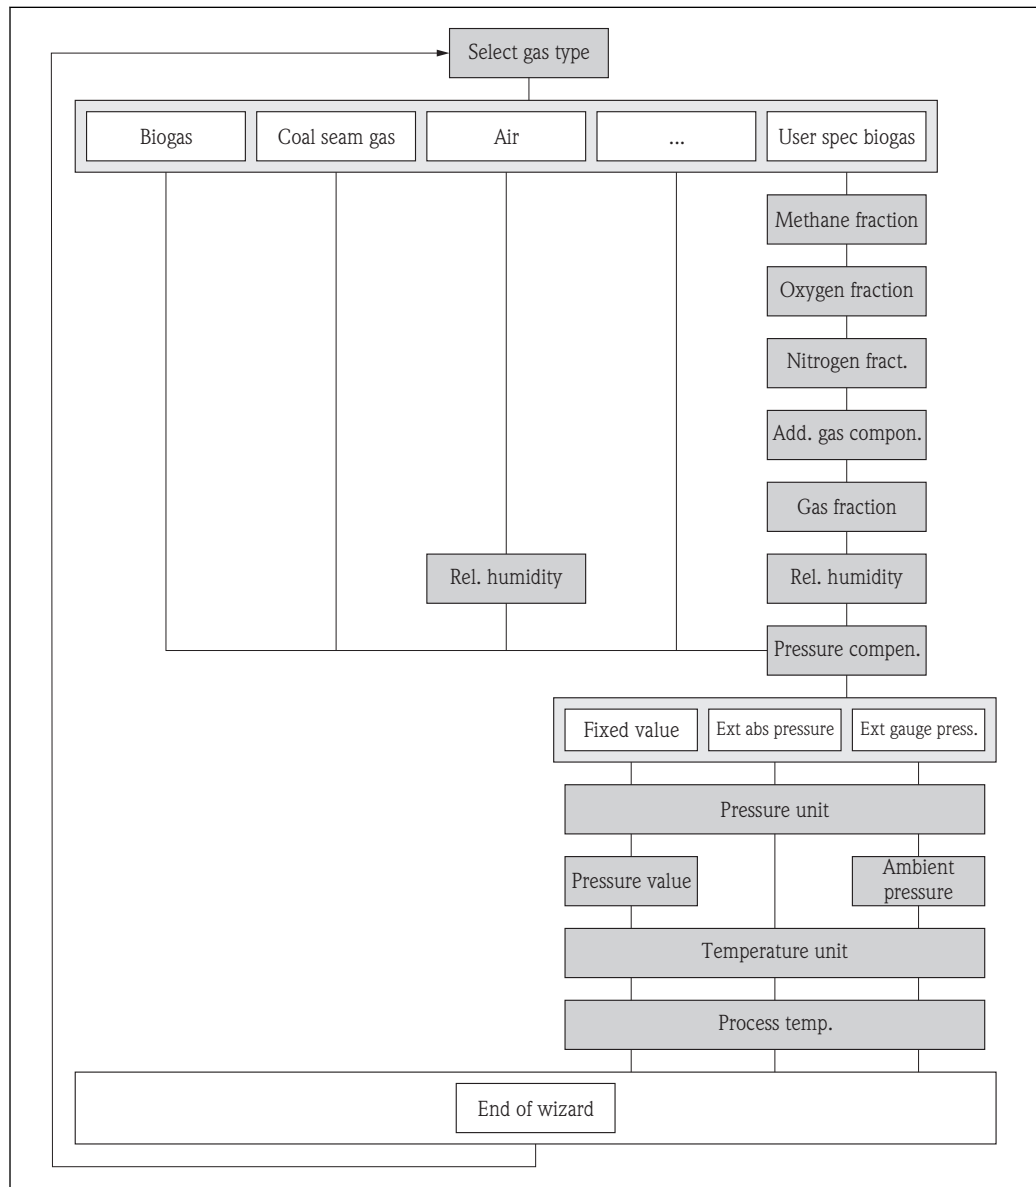 Select gas type
Biogas
Coal seam gas
Air
...
User spec biogas
Methane fraction
Oxygen fraction
Nitrogen fract.
Add. gas compon.
Gas fraction
Rel. humidity
Rel. humidity
Pressure compen.
Fixed value
Ext abs pressure
Ext gauge press.
Pressure unit
Pressure value
Ambient
pressure
Temperature unit
Process temp.
End of wizard